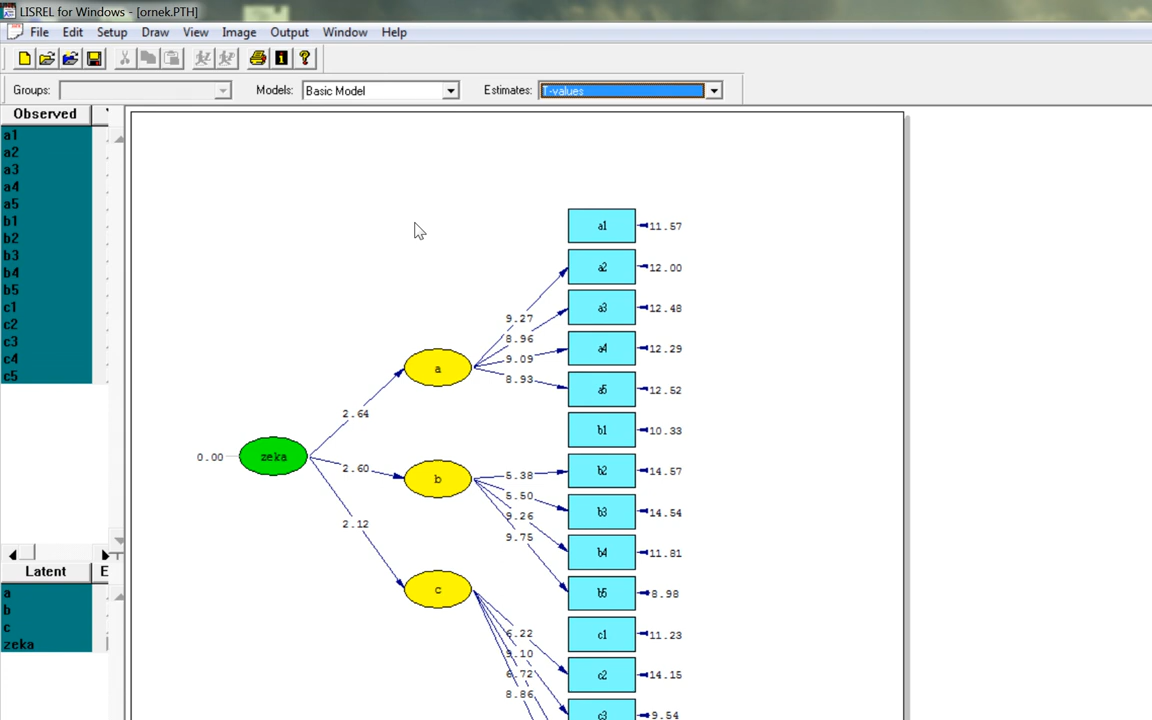 LISREL for Windows - [ornek.PTH]
File Edit Setup Draw View Image Output Window Help
Groups: Models: Basic Model Estimates: T-values
Observed
a1
a2
a3
a4
a5
b1
b2
b3
b4
b5
c1
c2
c3
c4
c5
Latent E
a
b
c
zeka
a1 11.57
a2 12.00
a3 12.48
a4 12.29
a5 12.52
b1 10.33
b2 14.57
b3 14.54
b4 11.81
b5 8.98
c1 11.23
c2 14.15
c3 9.54
9.27
8.96
9.09
8.93
a
2.64
0.00 zeka
2.60
2.12
b
5.38
5.50
9.26
9.75
c
6.22
9.10
6.72
8.86